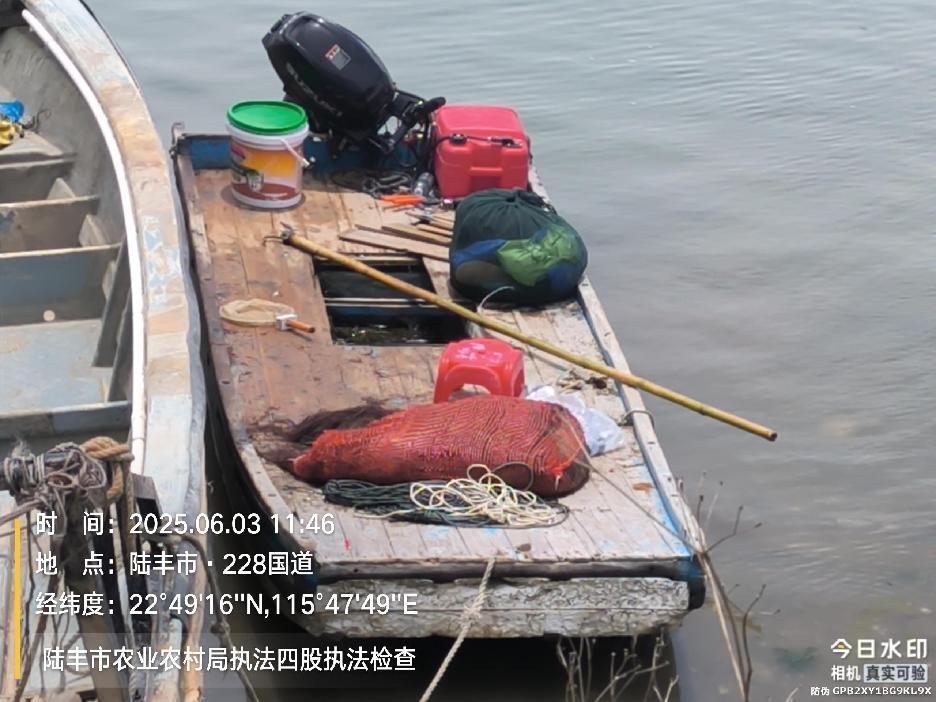 SUZUKI
时 间：2025.06.03 11:46
地 点：陆丰市·228国道
经纬度：22°49'16"N,115°47'49"E
陆丰市农业农村局执法四股执法检查
今日水印
相机 真实可验
防伪 GPB2XY1BG9KL9X